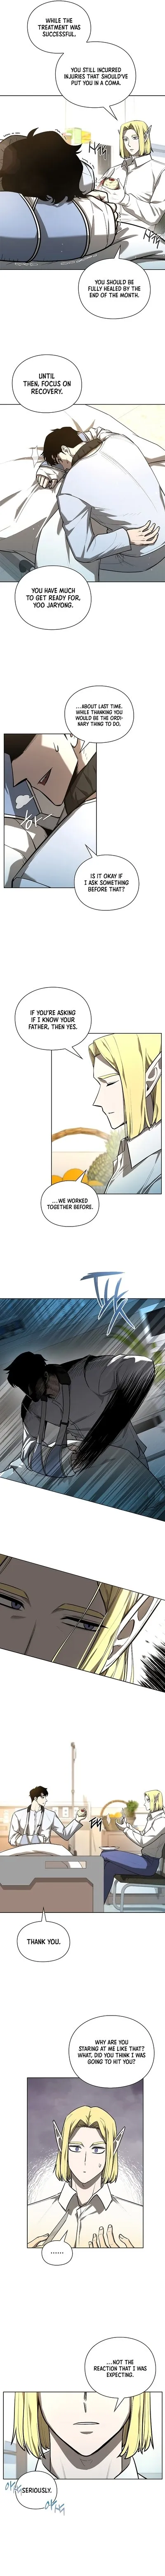 WHILE THE
TREATMENT WAS
SUCCESSFUL.
YOU STILL INCURRED
INJURIES THAT SHOULD'VE
PUT YOU IN A COMA.
YOU SHOULD BE
FULLY HEALED BY THE
END OF THE MONTH.
UNTIL
THEN, FOCUS ON
RECOVERY.
YOU HAVE MUCH
TO GET READY FOR,
YOO JARYONG.
...ABOUT LAST TIME.
WHILE THANKING YOU
WOULD BE THE ORDI-
NARY THING TO DO.
IS IT OKAY IF
I ASK SOMETHING
BEFORE THAT?
IF YOU'RE ASKING
IF I KNOW YOUR
FATHER, THEN YES.
...WE WORKED
TOGETHER BEFORE.
THANK YOU.
WHY ARE YOU
STARING AT ME LIKE THAT?
WHAT, DID YOU THINK I WAS
GOING TO HIT YOU?
......
...NOT THE
REACTION THAT I WAS
EXPECTING.
SERIOUSLY.